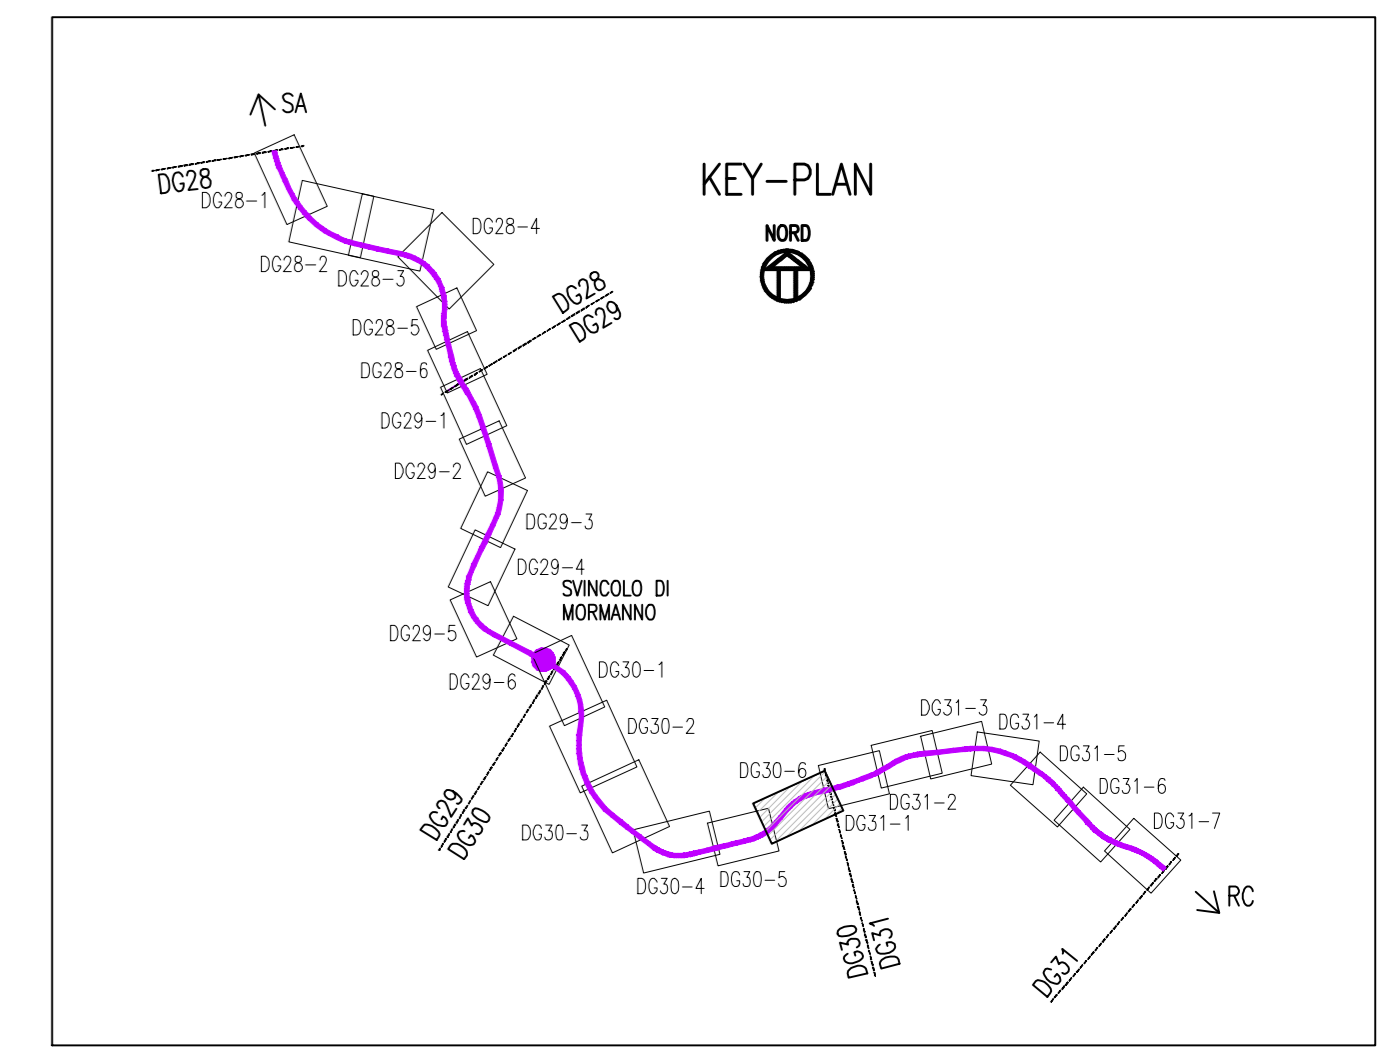 SA
DG28
DG28-1
KEY-PLAN
NORD
DG28-4
DG28-2
DG28-3
DG28
DG29
DG28-5
DG28-6
DG29-1
DG29-2
DG29-3
DG29-4
SVINCOLO DI
MORMANNO
DG29-5
DG29-6
DG30-1
DG30-2
DG29
DG30
DG30-3
DG30-4
DG30-5
DG30-6
DG31-1
DG31-2
DG31-3
DG31-4
DG31-5
DG31-6
DG31-7
RC
DG30
DG31
DG31